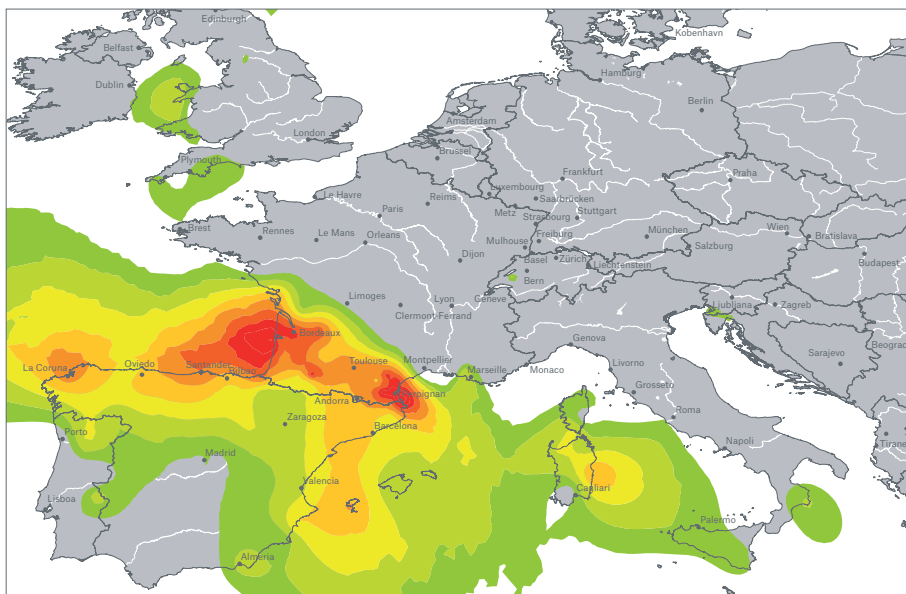 Edinburgh
Kobenhavn
Belfast
Dublin
Hamburg
Berlin
Amsterdam
London
Brussel
Plymouth
Frankfurt
Praha
Luxembourg
Le Havre
Reims
Saarbrücken
Paris
Metz
Strasbourg
Stuttgart
Brest
Rennes
Le Mans
Orleans
Freiburg
München
Wien
Bratislava
Mulhouse
Salzburg
Dijon
Basel
Zürich
Liechtenstein
Budapest
Bern
Limoges
Lyon
Geneve
Clermont-Ferrand
Ljubljana
Zagreb
Bordeaux
Genova
Sarajevo
Beograd
La Coruna
Oviedo
Santander
Bilbao
Toulouse
Montpellier
Marseille
Monaco
Livorno
Grosseto
Andorra
Perpignan
Zaragoza
Barcelona
Roma
Porto
Napoli
Tirane
Madrid
Valencia
Cagliari
Lisboa
Palermo
Almeria